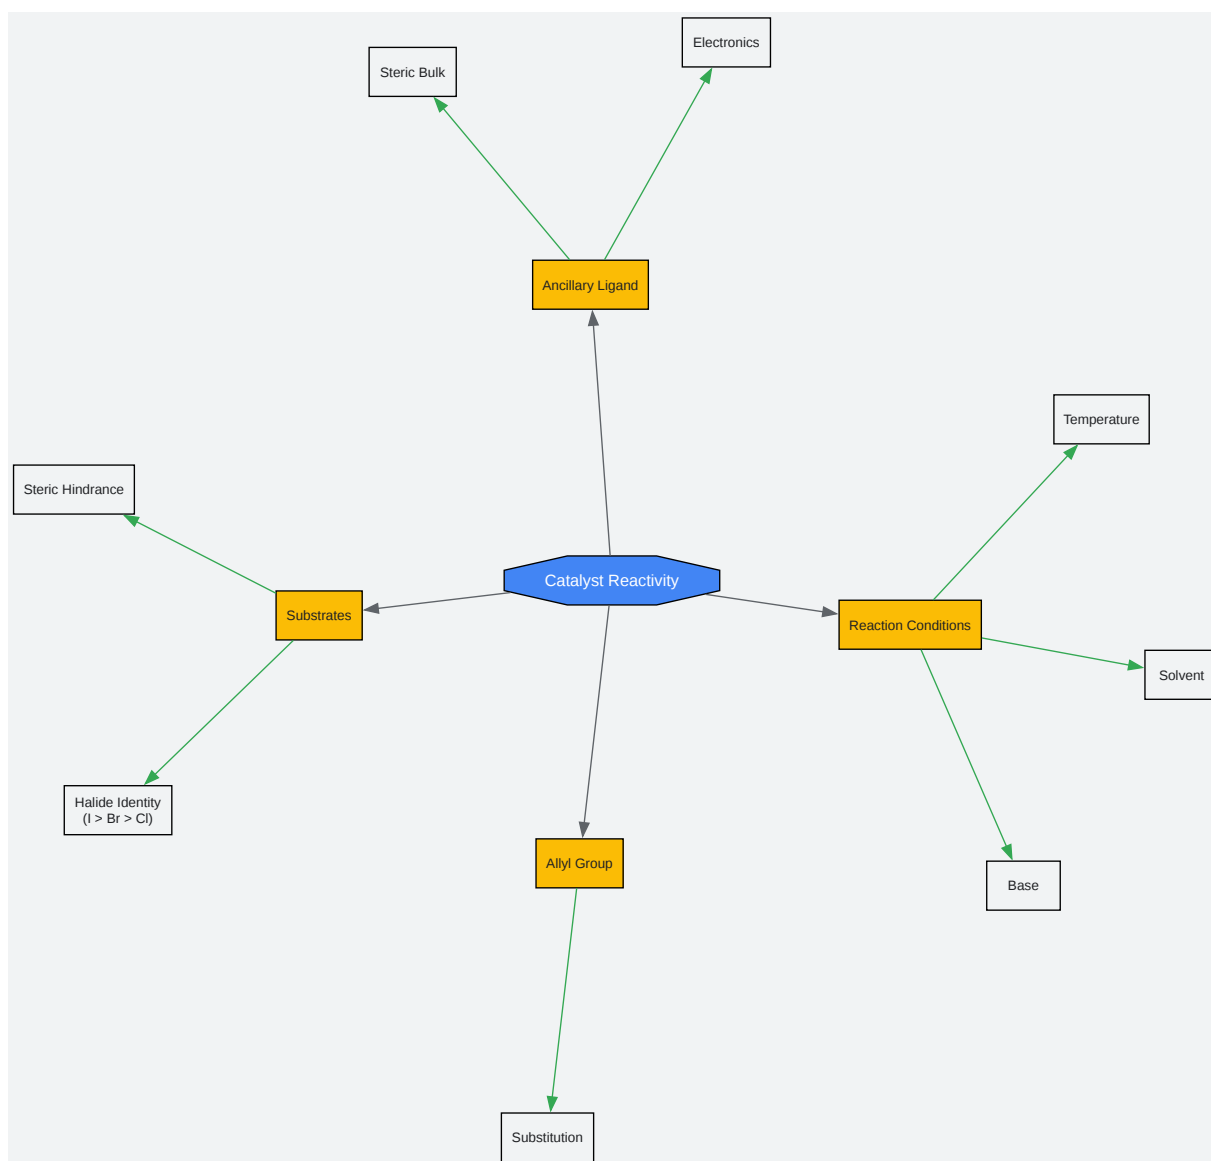 Electronics
Steric Bulk
Ancillary Ligand
Temperature
Steric Hindrance
Catalyst Reactivity
Substrates
Reaction Conditions
Solvent
Halide Identity
(I > Br > Cl)
Allyl Group
Base
Substitution